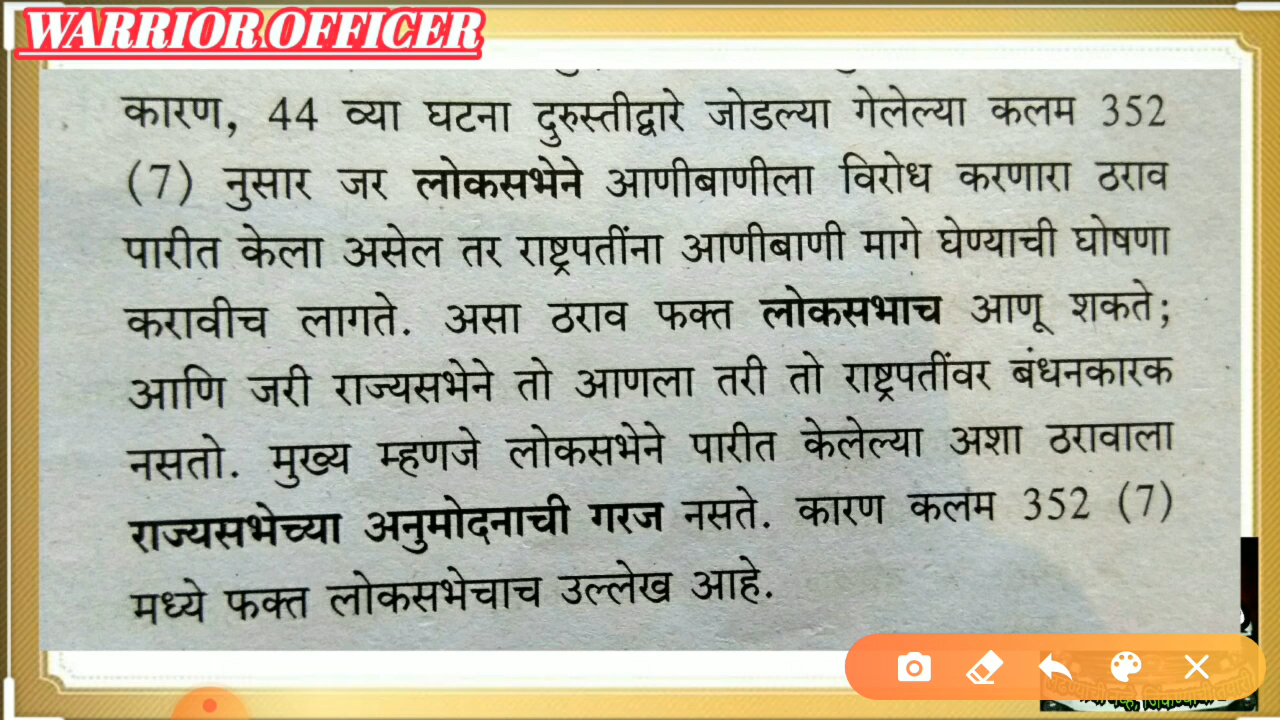 WARRIOR OFFICER
कारण, 44 व्या घटना दुरुस्तीद्वारे जोडल्या गेलेल्या कलम 352
(7) नुसार जर लोकसभेने आणीबाणीला विरोध करणारा ठराव
पारीत केला असेल तर राष्ट्रपतींना आणीबाणी मागे घेण्याची घोषणा
करावीच लागते. असा ठराव फक्त लोकसभाच आणू शकते;
आणि जरी राज्यसभेने तो आणला तरी तो राष्ट्रपतींवर बंधनकारक
नसतो. मुख्य म्हणजे लोकसभेने पारीत केलेल्या अशा ठरावाला
राज्यसभेच्या अनुमोदनाची गरज नसते. कारण कलम 352 (7)
मध्ये फक्त लोकसभेचाच उल्लेख आहे.